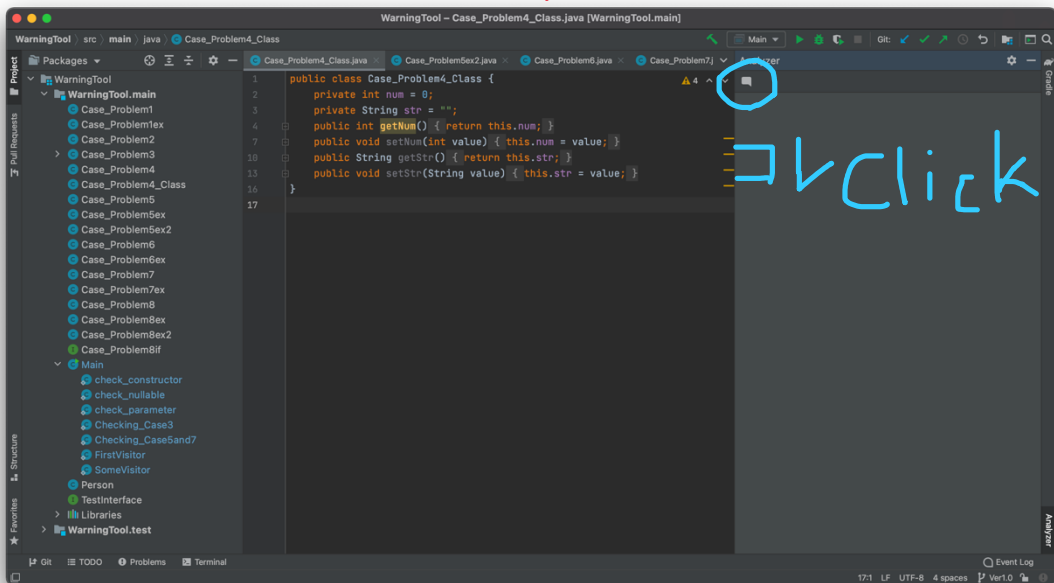 WarningTool – Case_Problem4_Class.java [WarningTool.main]
WarningTool src main java Case_Problem4_Class Main Git:
Project
Pull Requests
Structure
Favorites
Packages
WarningTool
WarningTool.main
Case_Problem1
Case_Problem1ex
Case_Problem2
Case_Problem3
Case_Problem4
Case_Problem4_Class
Case_Problem5
Case_Problem5ex
Case_Problem5ex2
Case_Problem6
Case_Problem6ex
Case_Problem7
Case_Problem7ex
Case_Problem8
Case_Problem8ex
Case_Problem8ex2
Case_Problem8if
Main
check_constructor
check_nullable
check_parameter
Checking_Case3
Checking_Case5and7
FirstVisitor
SomeVisitor
Person
TestInterface
Libraries
WarningTool.test
Case_Problem4_Class.java Case_Problem5ex2.java Case_Problem6.java Case_Problem7.j
1 public class Case_Problem4_Class {
2 private int num = 0;
3 private String str = "";
4 public int getNum() { return this.num; }
7 public void setNum(int value) { this.num = value; }
10 public String getStr() { return this.str; }
13 public void setStr(String value) { this.str = value; }
16 }
17
4
ココ click
Gradle
Analyzer
Git TODO Problems Terminal Event Log
17:1 LF UTF-8 4 spaces Ver1.0